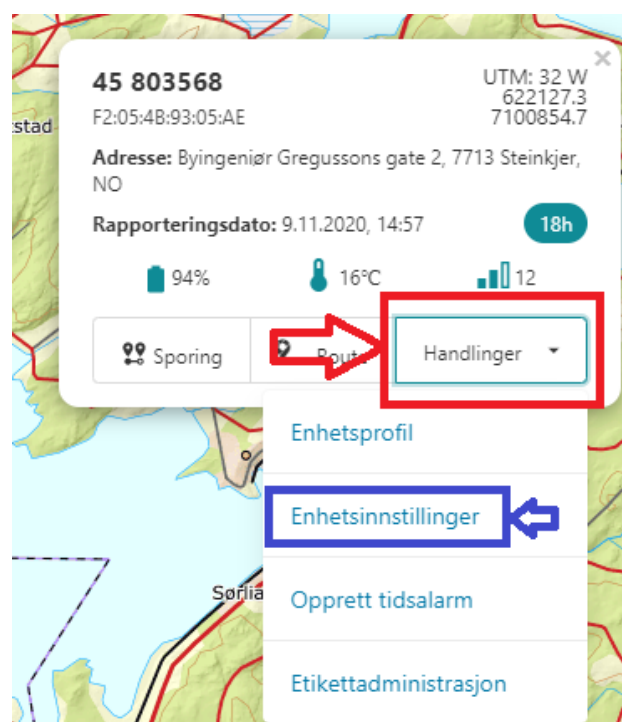 45 803568
UTM: 32 W
622127.3
F2:05:4B:93:05:AE
7100854.7
stad
Adresse: Byingeniør Gregussons gate 2, 7713 Steinkjer,
NO
Rapporteringsdato: 9.11.2020, 14:57
18h
94%
16°C
12
Sporing
Route
Handlinger
Enhetsprofil
Enhetsinnstillinger
Sørlia
Opprett tidsalarm
Etikettadministrasjon